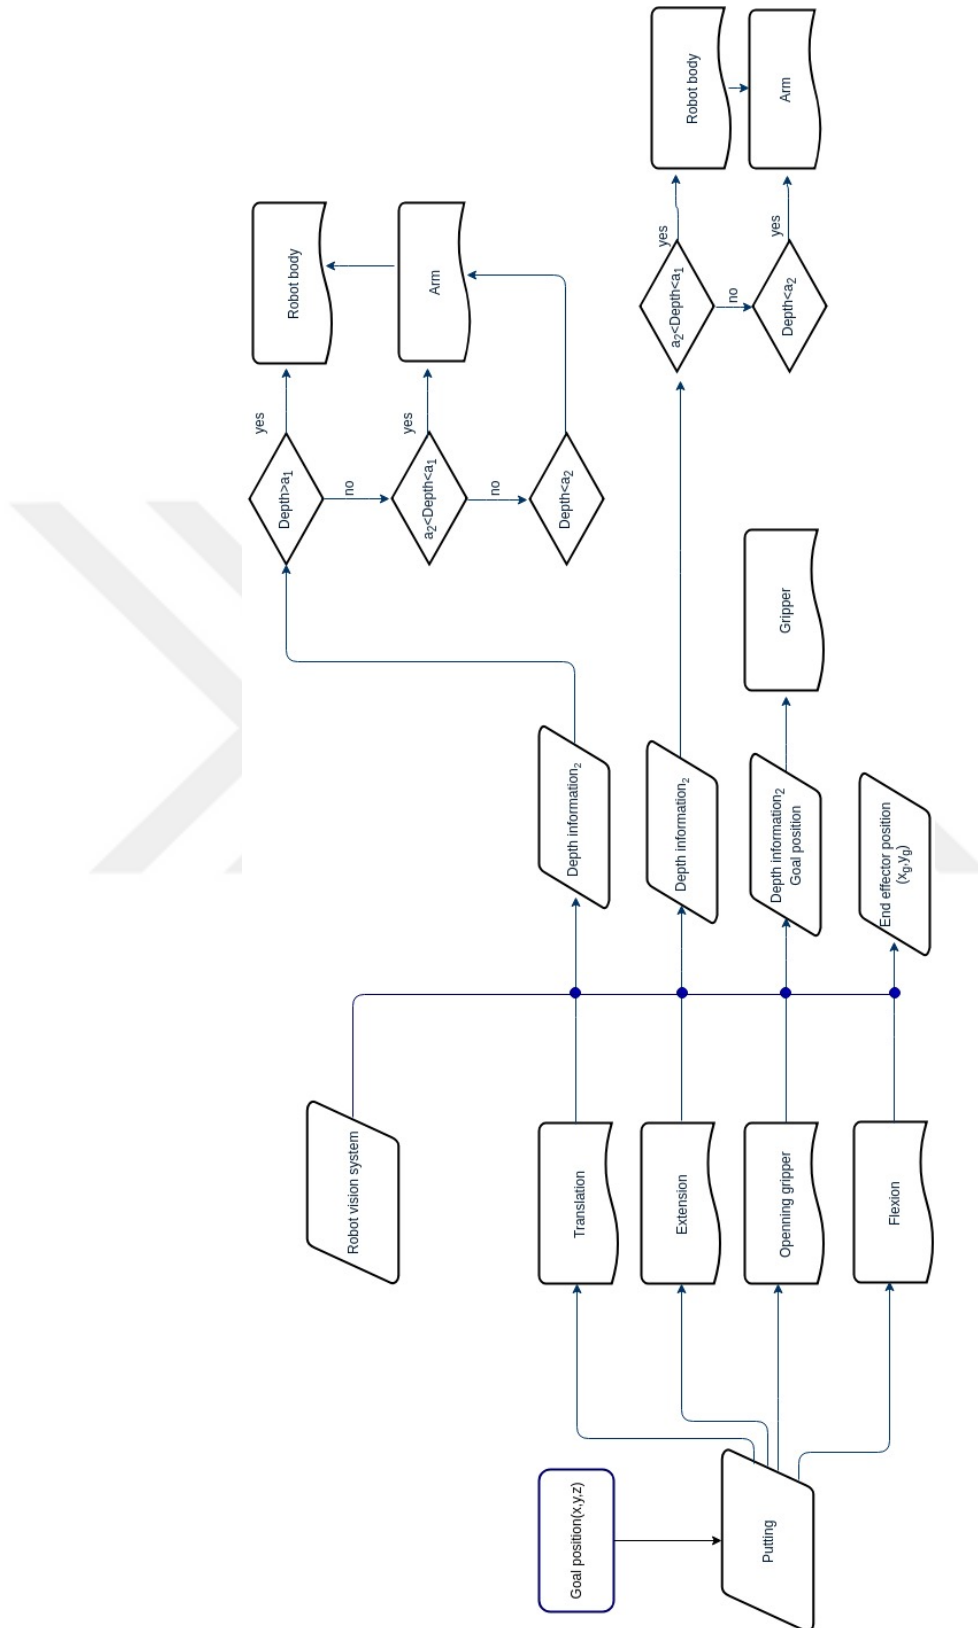 Goal position(x,y,z)
Putting
Robot vision system
Translation
Extension
Openning gripper
Flexion
Depth information2
Depth information2
Depth information2
Goal position
End effector position
(xg,yg)
Depth>a1
yes
no
Robot body
a2<Depth<a1
yes
no
Arm
Depth<a2
a2<Depth<a1
yes
no
Robot body
Depth<a2
yes
Arm
Gripper